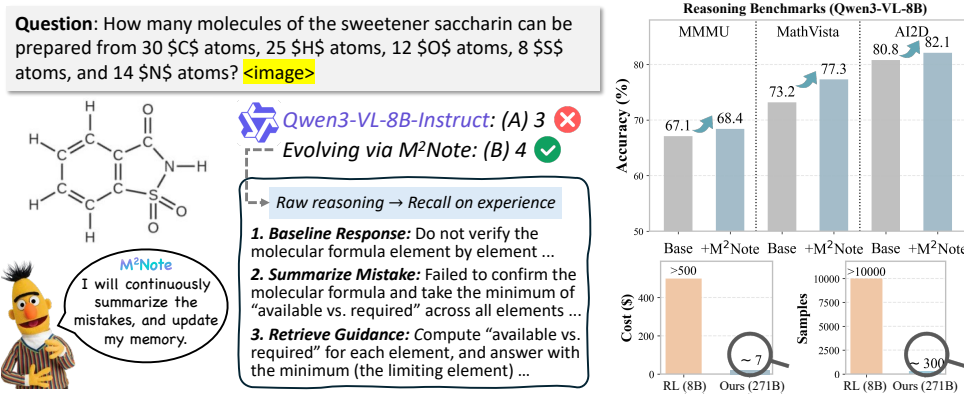 Question: How many molecules of the sweetener saccharin can be
prepared from 30 $C$ atoms, 25 $H$ atoms, 12 $O$ atoms, 8 $S$
atoms, and 14 $N$ atoms? <image>
H
H
O
C
C
C
C
C
C
C
N
H
S
O
O
H
H
Qwen3-VL-8B-Instruct: (A) 3
Evolving via M²Note: (B) 4
Raw reasoning → Recall on experience
1. Baseline Response: Do not verify the
molecular formula element by element ...
2. Summarize Mistake: Failed to confirm the
molecular formula and take the minimum of
“available vs. required” across all elements ...
3. Retrieve Guidance: Compute “available vs.
required” for each element, and answer with
the minimum (the limiting element) ...
M²Note
I will continuously
summarize the
mistakes, and update
my memory.
Reasoning Benchmarks (Qwen3-VL-8B)
MMMU MathVista AI2D
Accuracy (%)
80
70
60
50
67.1 68.4 73.2 77.3 80.8 82.1
Base +M²Note Base +M²Note Base +M²Note
Cost ($)
400
200
0
>500
~ 7
RL (8B) Ours (271B)
Samples
10000
7500
5000
2500
0
>10000
~ 300
RL (8B) Ours (271B)